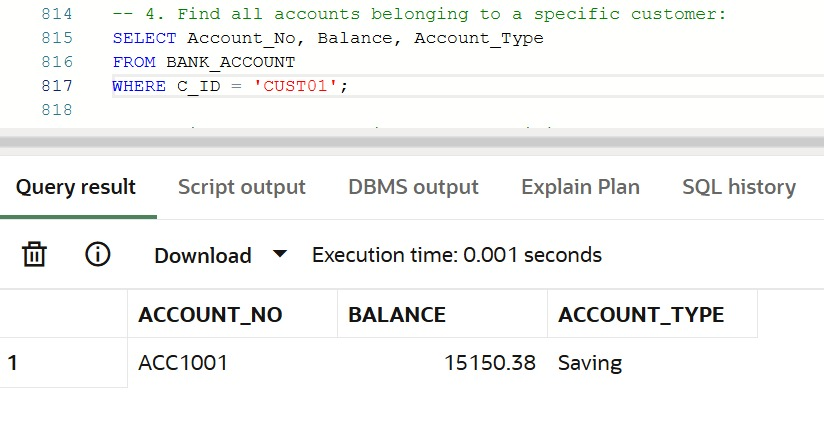 814 -- 4. Find all accounts belonging to a specific customer:
815 SELECT Account_No, Balance, Account_Type
816 FROM BANK_ACCOUNT
817 WHERE C_ID = 'CUST01';
818
Query result Script output DBMS output Explain Plan SQL history
Download Execution time: 0.001 seconds
ACCOUNT_NO BALANCE ACCOUNT_TYPE
1 ACC1001 15150.38 Saving